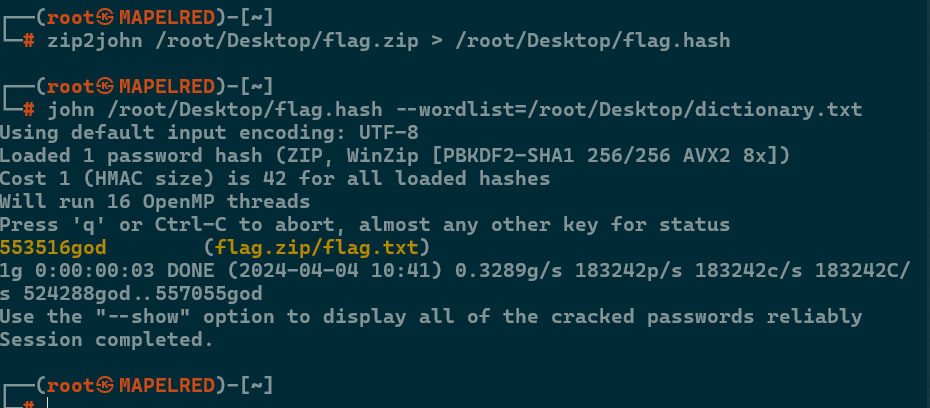 ┌──(root㉿MAPELRED)-[~]
└─# zip2john /root/Desktop/flag.zip > /root/Desktop/flag.hash
┌──(root㉿MAPELRED)-[~]
└─# john /root/Desktop/flag.hash --wordlist=/root/Desktop/dictionary.txt
Using default input encoding: UTF-8
Loaded 1 password hash (ZIP, WinZip [PBKDF2-SHA1 256/256 AVX2 8x])
Cost 1 (HMAC size) is 42 for all loaded hashes
Will run 16 OpenMP threads
Press 'q' or Ctrl-C to abort, almost any other key for status
553516god        (flag.zip/flag.txt)
1g 0:00:00:03 DONE (2024-04-04 10:41) 0.3289g/s 183242p/s 183242c/s 183242C/
s 524288god..557055god
Use the "--show" option to display all of the cracked passwords reliably
Session completed.
┌──(root㉿MAPELRED)-[~]
└─#